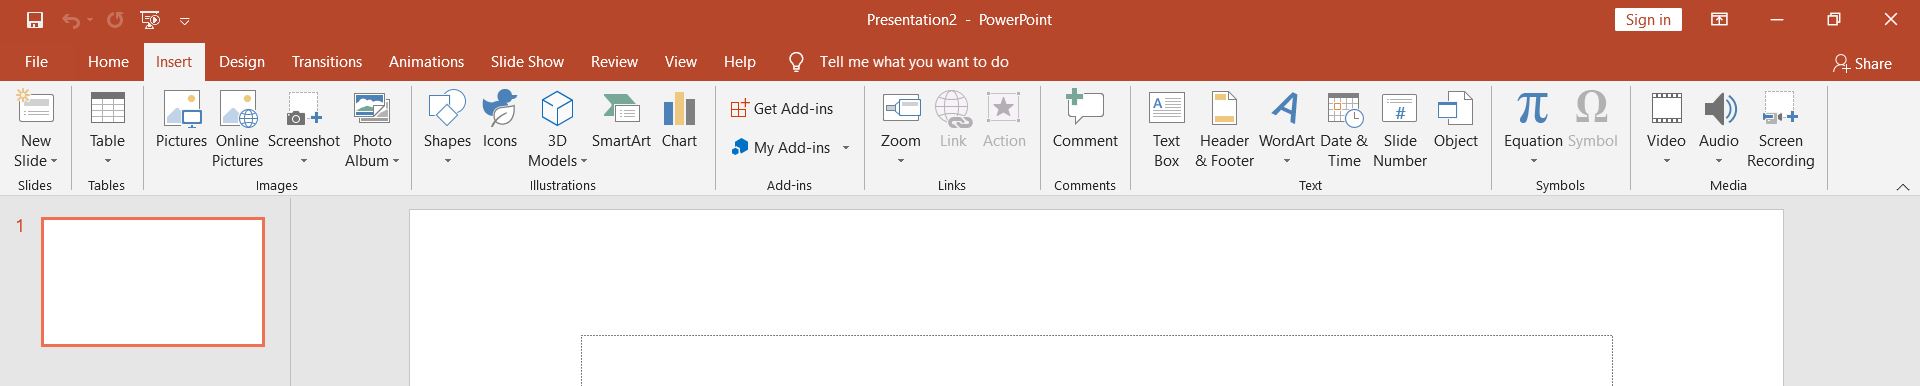 Presentation2 - PowerPoint
Sign in
File Home Insert Design Transitions Animations Slide Show Review View Help Tell me what you want to do
Share
New Slide
Slides
Table
Tables
Pictures
Online Pictures
Screenshot
Photo Album
Images
Shapes
Icons
3D Models
SmartArt
Chart
Illustrations
Get Add-ins
My Add-ins
Add-ins
Zoom
Link
Action
Links
Comment
Comments
A
Text Box
Header & Footer
A
WordArt
Date & Time
#
Slide Number
Object
Text
π
Equation
Ω
Symbol
Symbols
Video
Audio
Screen Recording
Media
1